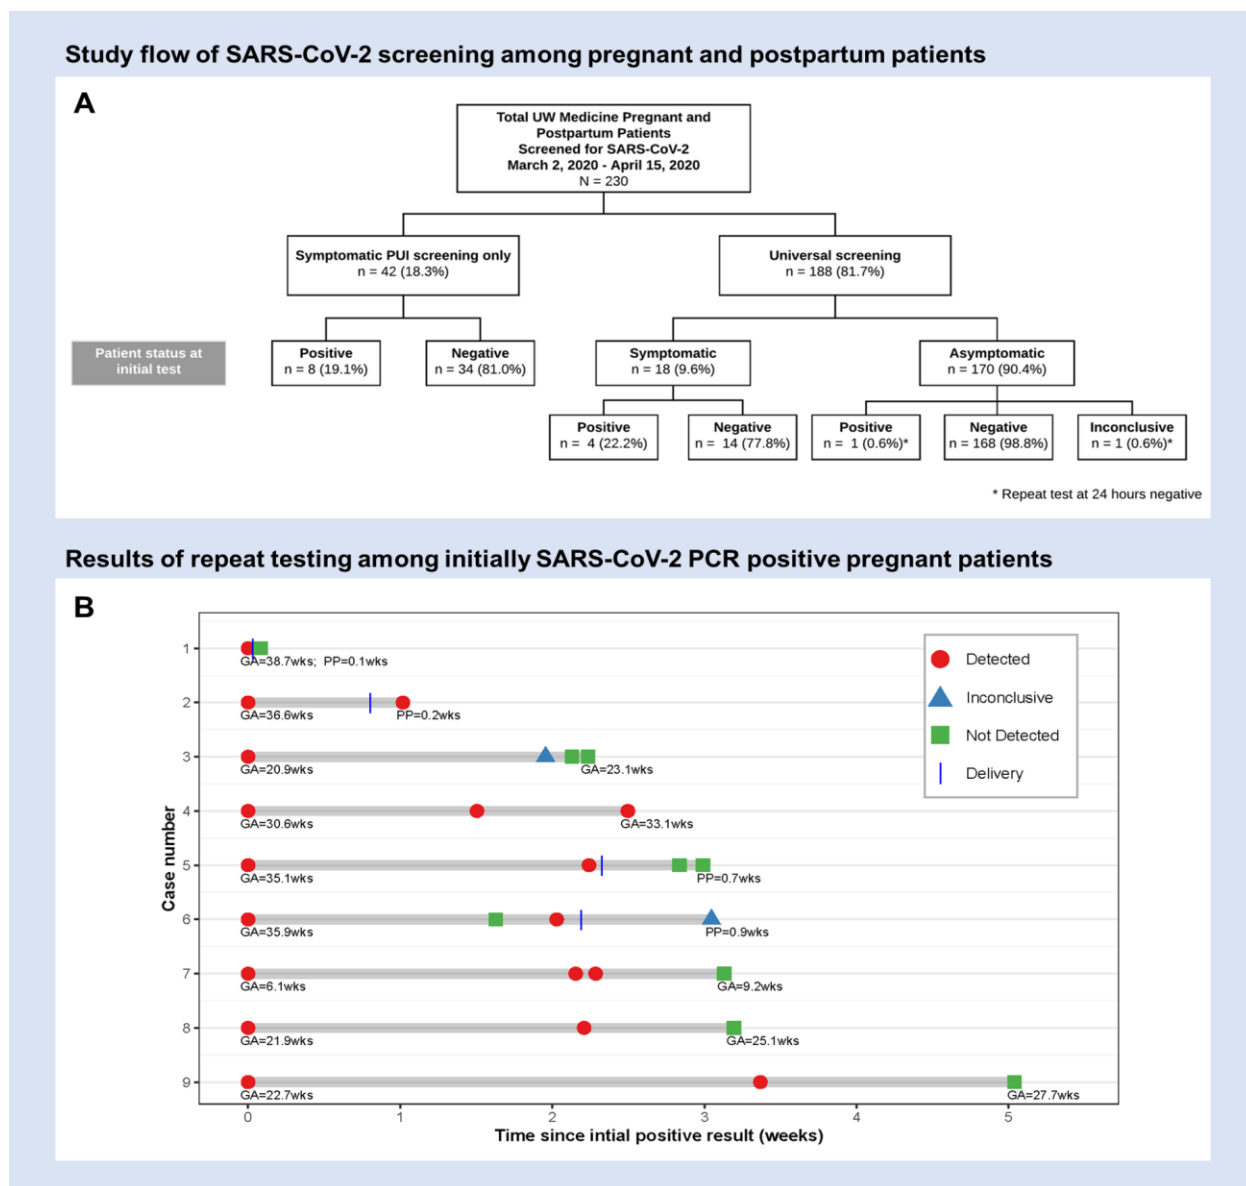 Study flow of SARS-CoV-2 screening among pregnant and postpartum patients
A
Total UW Medicine Pregnant and
Postpartum Patients
Screened for SARS-CoV-2
March 2, 2020 - April 15, 2020
N = 230
Symptomatic PUI screening only
n = 42 (18.3%)
Universal screening
n = 188 (81.7%)
Patient status at
initial test
Positive
n = 8 (19.1%)
Negative
n = 34 (81.0%)
Symptomatic
n = 18 (9.6%)
Asymptomatic
n = 170 (90.4%)
Positive
n = 4 (22.2%)
Negative
n = 14 (77.8%)
Positive
n = 1 (0.6%)*
Negative
n = 168 (98.8%)
Inconclusive
n = 1 (0.6%)*
* Repeat test at 24 hours negative
Results of repeat testing among initially SARS-CoV-2 PCR positive pregnant patients
B
Case number
1
GA=38.7wks; PP=0.1wks
2
GA=36.6wks PP=0.2wks
3
GA=20.9wks GA=23.1wks
4
GA=30.6wks GA=33.1wks
5
GA=35.1wks PP=0.7wks
6
GA=35.9wks PP=0.9wks
7
GA=6.1wks GA=9.2wks
8
GA=21.9wks GA=25.1wks
9
GA=22.7wks GA=27.7wks
Detected
Inconclusive
Not Detected
Delivery
0 1 2 3 4 5
Time since intial positive result (weeks)